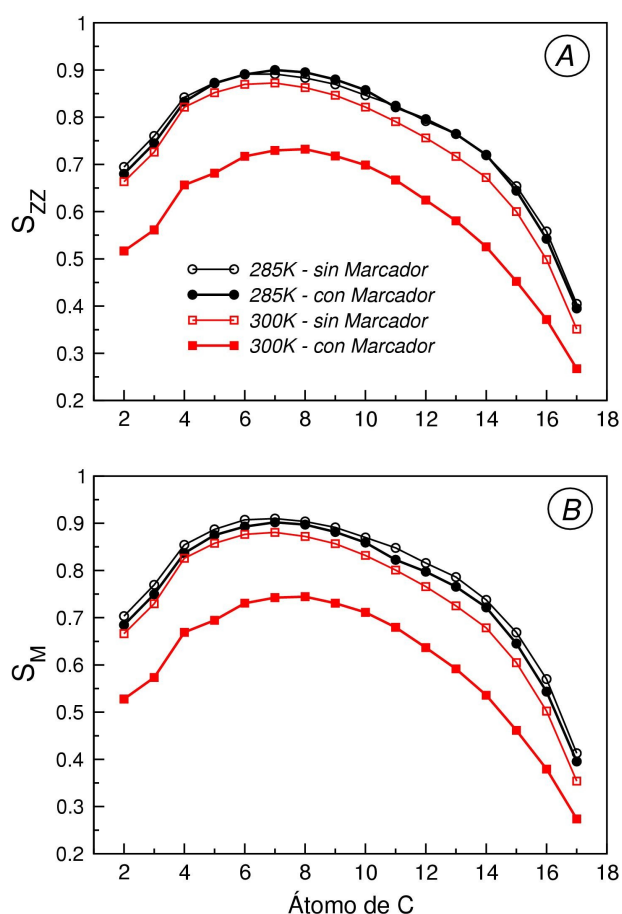 1
0.9
0.8
0.7
0.6
0.5
0.4
0.3
0.2
S_ZZ
A
285K - sin Marcador
285K - con Marcador
300K - sin Marcador
300K - con Marcador
2 4 6 8 10 12 14 16 18
1
0.9
0.8
0.7
0.6
0.5
0.4
0.3
0.2
S_M
B
2 4 6 8 10 12 14 16 18
Átomo de C